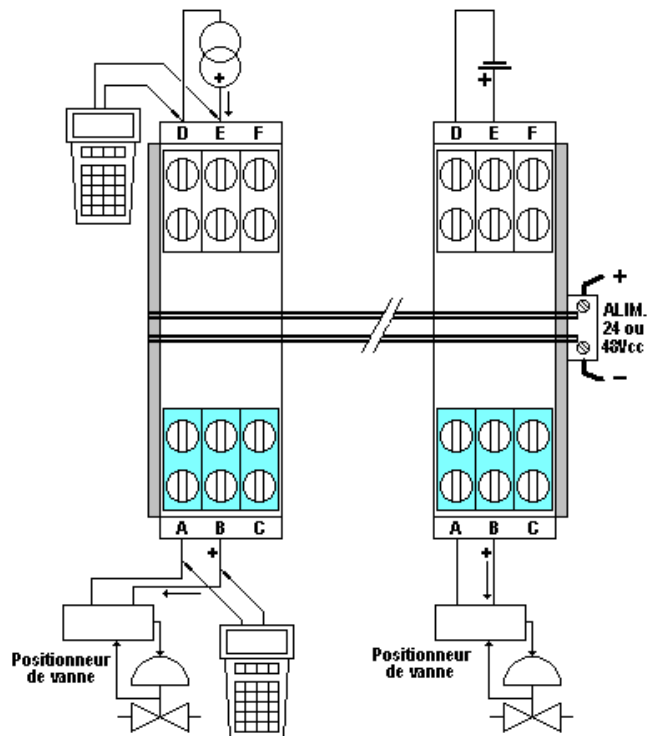 +
+
D E F
D E F
+
ALIM.
24 ou
48Vcc
−
A B C
A B C
+
+
Positionneur
de vanne
Positionneur
de vanne